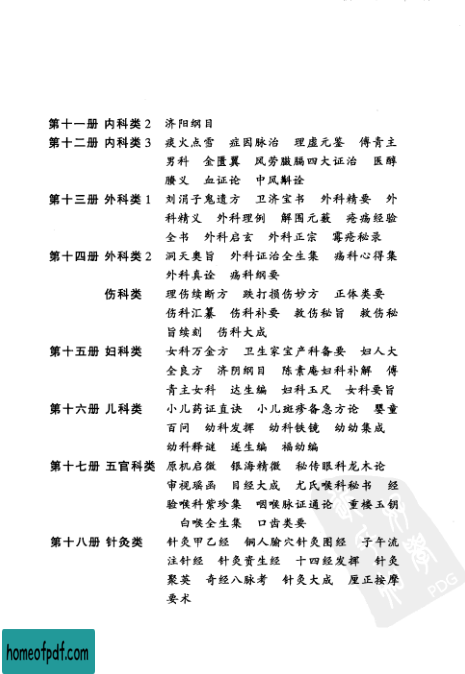 第十一册 内科类2 济阳纲目
第十二册 内科类3 痰火点雪 症因脉治 理虚元鉴 傅青主
男科 金匮翼 风劳臌膈四大证治 医醇
賸义 血证论 中风斠诠
第十三册 外科类1 刘涓子鬼遗方 卫济宝书 外科精要 外
科精义 外科理例 解围元薮 疮疡经验
全书 外科启玄 外科正宗 霉疮秘录
第十四册 外科类2 洞天奥旨 外科证治全生集 疡科心得集
外科真诠 疡科纲要
伤科类 理伤续断方 跌打损伤妙方 正体类要
伤科汇纂 伤科补要 救伤秘旨 救伤秘
旨续刻 伤科大成
第十五册 妇科类 女科万金方 卫生家宝产科备要 妇人大
全良方 济阴纲目 陈素庵妇科补解 傅
青主女科 达生编 妇科玉尺 女科要旨
第十六册 儿科类 小儿药证直诀 小儿斑疹备急方论 婴童
百问 幼科发挥 幼科铁镜 幼幼集成
幼科释谜 遂生编 福幼编
第十七册 五官科类 原机启微 银海精微 秘传眼科龙木论
审视瑶函 目经大成 尤氏喉科秘书 经
验喉科紫珍集 咽喉脉证通论 重楼玉钥
白喉全生集 口齿类要
第十八册 针灸类 针灸甲乙经 铜人腧穴针灸图经 子午流
注针经 针灸资生经 十四经发挥 针灸
聚英 奇经八脉考 针灸大成 厘正按摩
要术
PDG
homeofpdf.com